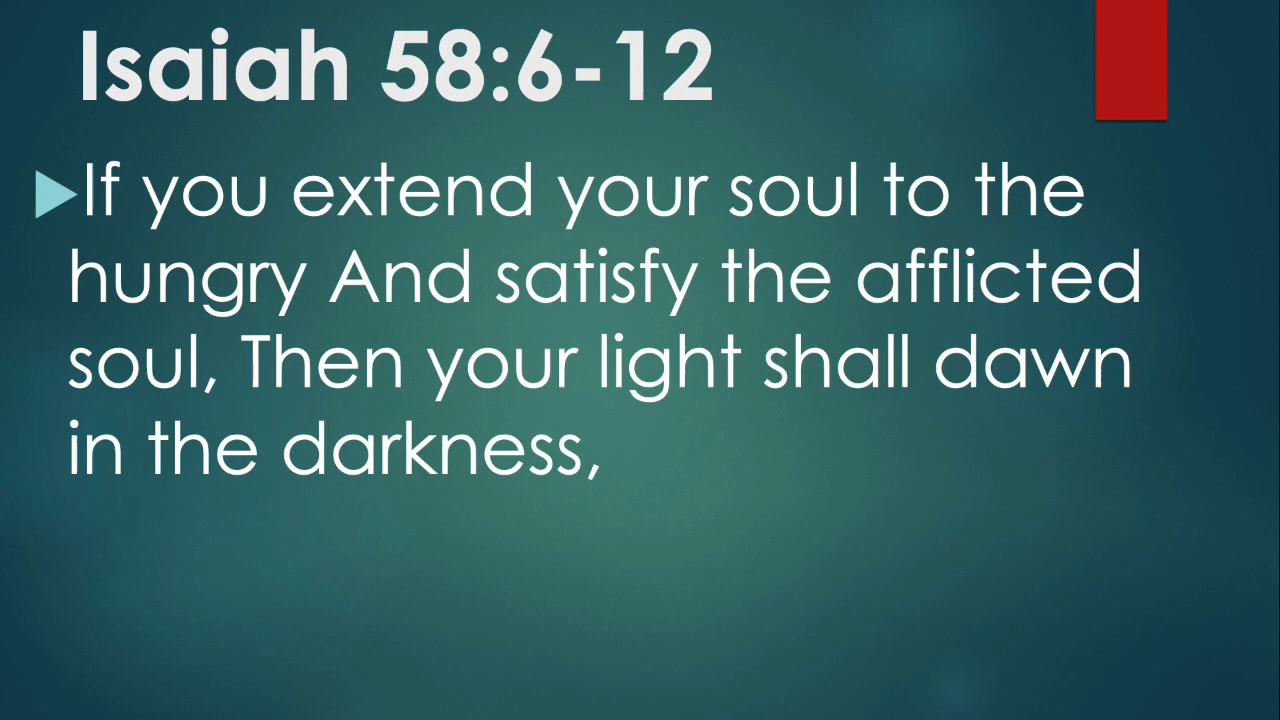 Isaiah 58:6-12
If you extend your soul to the
hungry And satisfy the afflicted
soul, Then your light shall dawn
in the darkness,